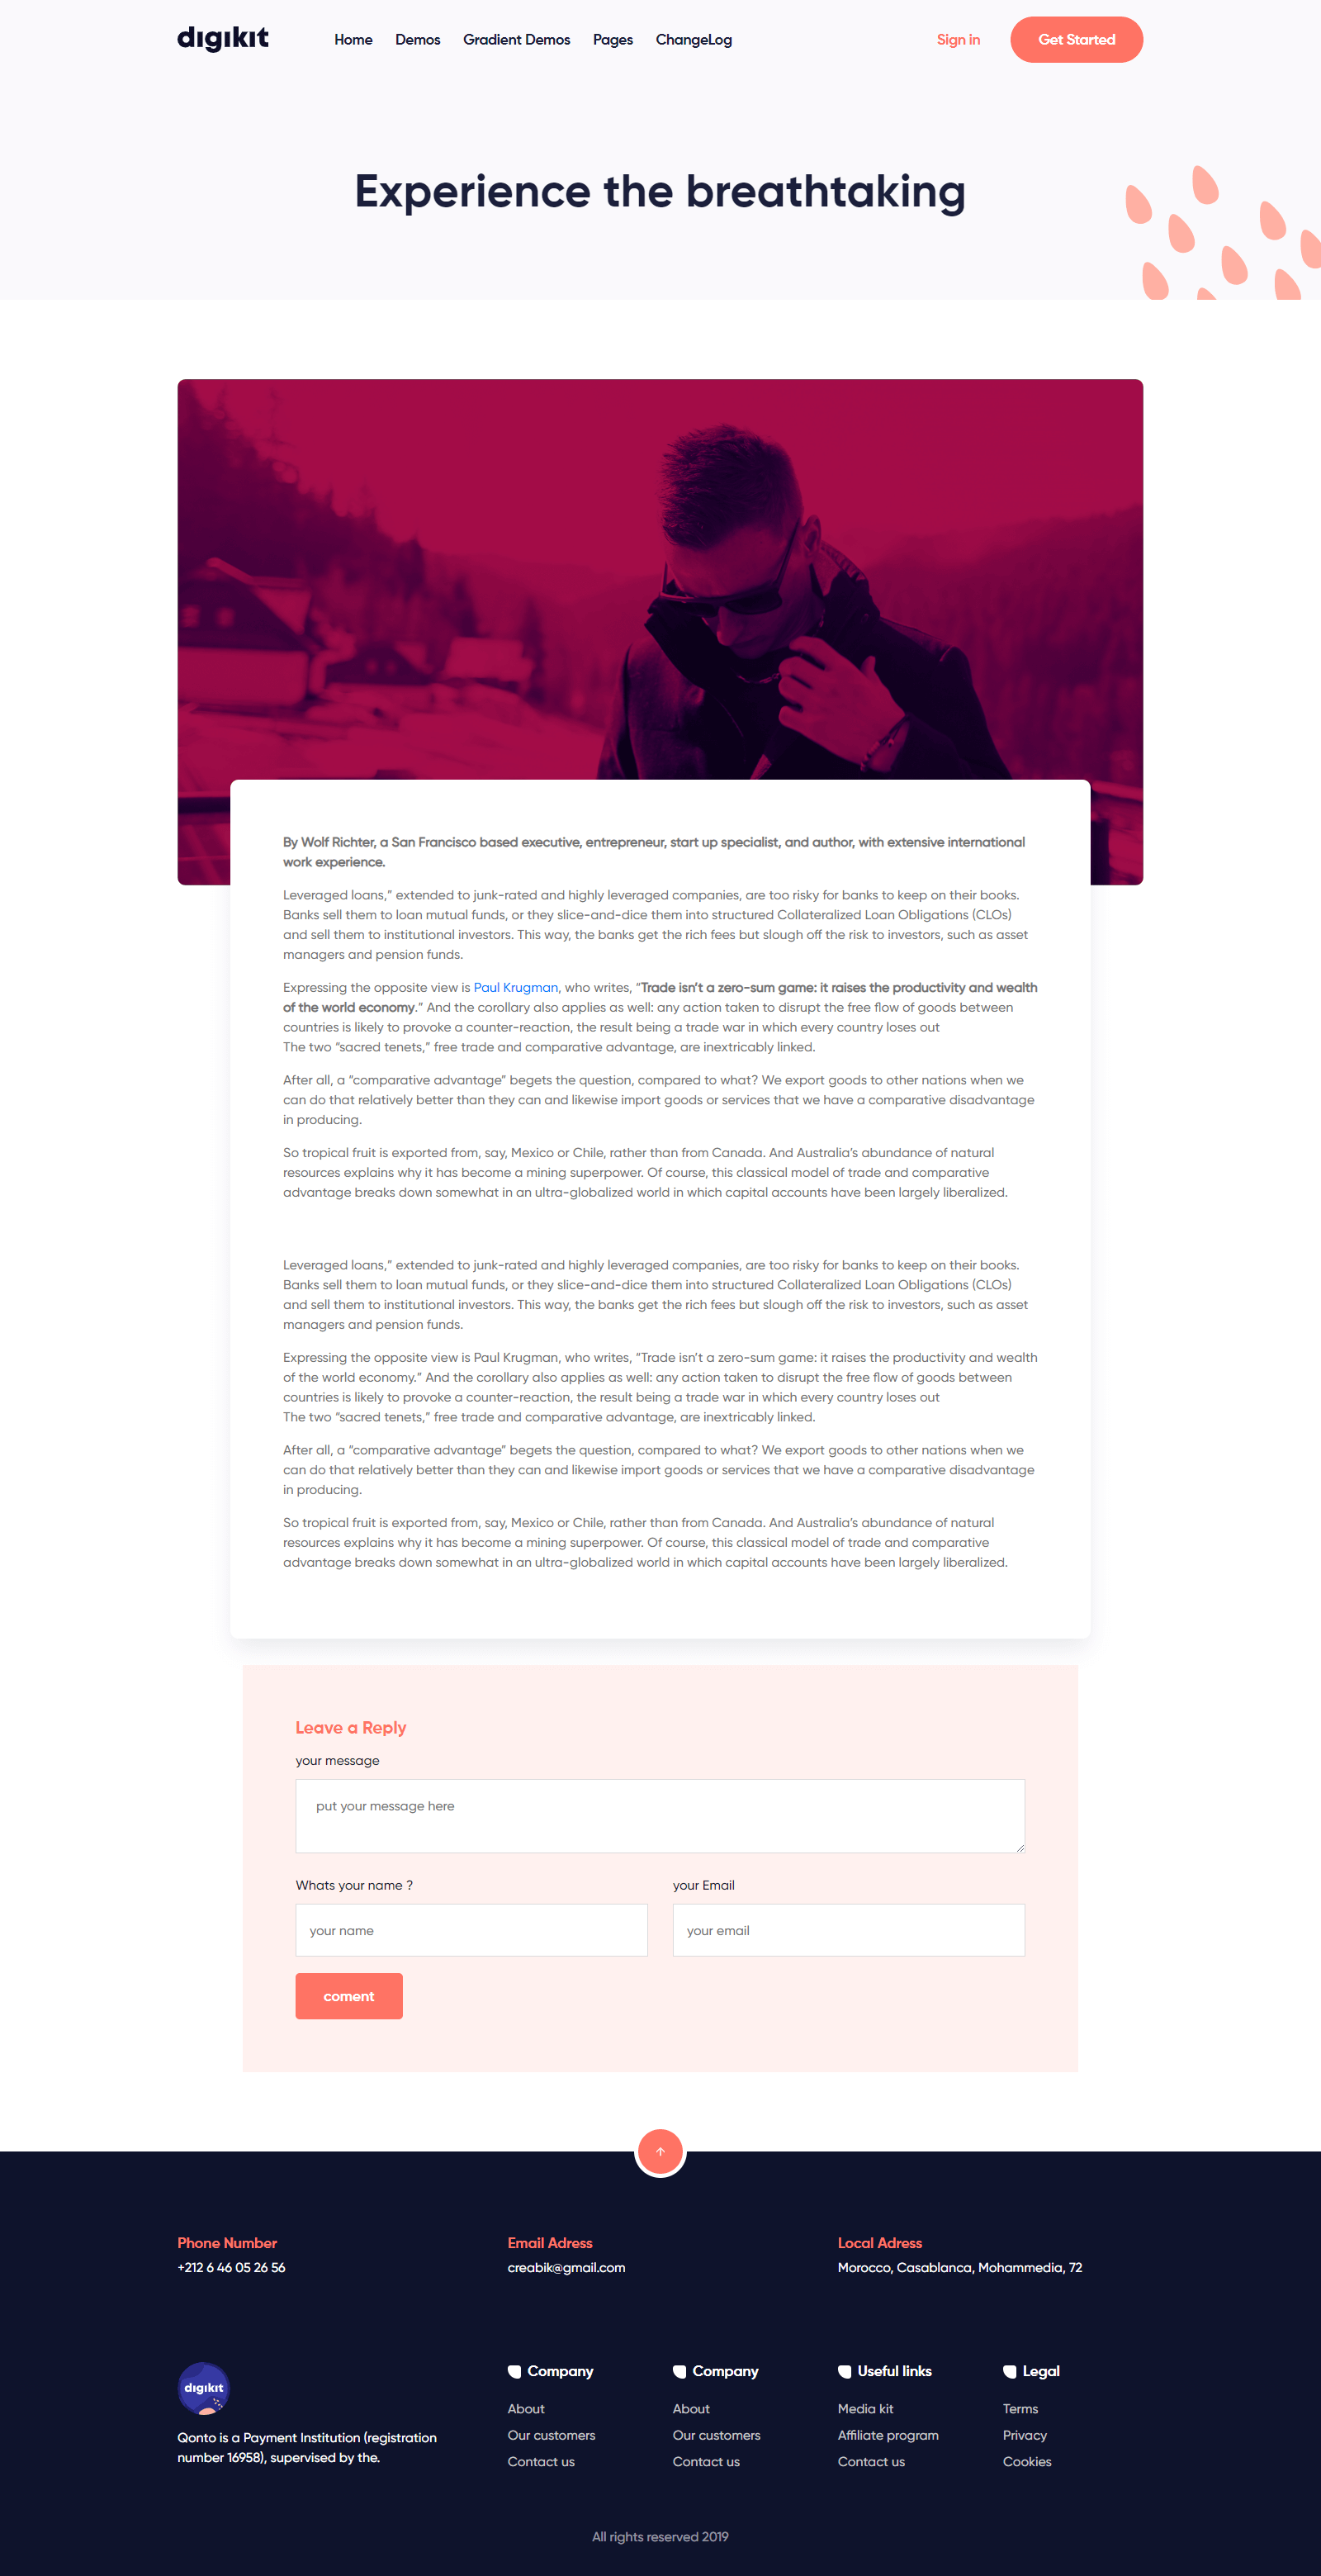 digikit
Home Demos Gradient Demos Pages ChangeLog Sign in Get Started
Experience the breathtaking
By Wolf Richter, a San Francisco based executive, entrepreneur, start up specialist, and author, with extensive international
work experience.
Leveraged loans,” extended to junk-rated and highly leveraged companies, are too risky for banks to keep on their books.
Banks sell them to loan mutual funds, or they slice-and-dice them into structured Collateralized Loan Obligations (CLOs)
and sell them to institutional investors. This way, the banks get the rich fees but slough off the risk to investors, such as asset
managers and pension funds.
Expressing the opposite view is Paul Krugman, who writes, “Trade isn’t a zero-sum game: it raises the productivity and wealth
of the world economy.” And the corollary also applies as well: any action taken to disrupt the free flow of goods between
countries is likely to provoke a counter-reaction, the result being a trade war in which every country loses out
The two “sacred tenets,” free trade and comparative advantage, are inextricably linked.
After all, a “comparative advantage” begets the question, compared to what? We export goods to other nations when we
can do that relatively better than they can and likewise import goods or services that we have a comparative disadvantage
in producing.
So tropical fruit is exported from, say, Mexico or Chile, rather than from Canada. And Australia’s abundance of natural
resources explains why it has become a mining superpower. Of course, this classical model of trade and comparative
advantage breaks down somewhat in an ultra-globalized world in which capital accounts have been largely liberalized.
Leveraged loans,” extended to junk-rated and highly leveraged companies, are too risky for banks to keep on their books.
Banks sell them to loan mutual funds, or they slice-and-dice them into structured Collateralized Loan Obligations (CLOs)
and sell them to institutional investors. This way, the banks get the rich fees but slough off the risk to investors, such as asset
managers and pension funds.
Expressing the opposite view is Paul Krugman, who writes, “Trade isn’t a zero-sum game: it raises the productivity and wealth
of the world economy.” And the corollary also applies as well: any action taken to disrupt the free flow of goods between
countries is likely to provoke a counter-reaction, the result being a trade war in which every country loses out
The two “sacred tenets,” free trade and comparative advantage, are inextricably linked.
After all, a “comparative advantage” begets the question, compared to what? We export goods to other nations when we
can do that relatively better than they can and likewise import goods or services that we have a comparative disadvantage
in producing.
So tropical fruit is exported from, say, Mexico or Chile, rather than from Canada. And Australia’s abundance of natural
resources explains why it has become a mining superpower. Of course, this classical model of trade and comparative
advantage breaks down somewhat in an ultra-globalized world in which capital accounts have been largely liberalized.
Leave a Reply
your message
put your message here
Whats your name ? your Email
your name your email
coment
Phone Number Email Adress Local Adress
+212 6 46 05 26 56 creabik@gmail.com Morocco, Casablanca, Mohammedia, 72
digikit
Qonto is a Payment Institution (registration
number 16958), supervised by the.
Company
About
Our customers
Contact us
Company
About
Our customers
Contact us
Useful links
Media kit
Affiliate program
Contact us
Legal
Terms
Privacy
Cookies
All rights reserved 2019